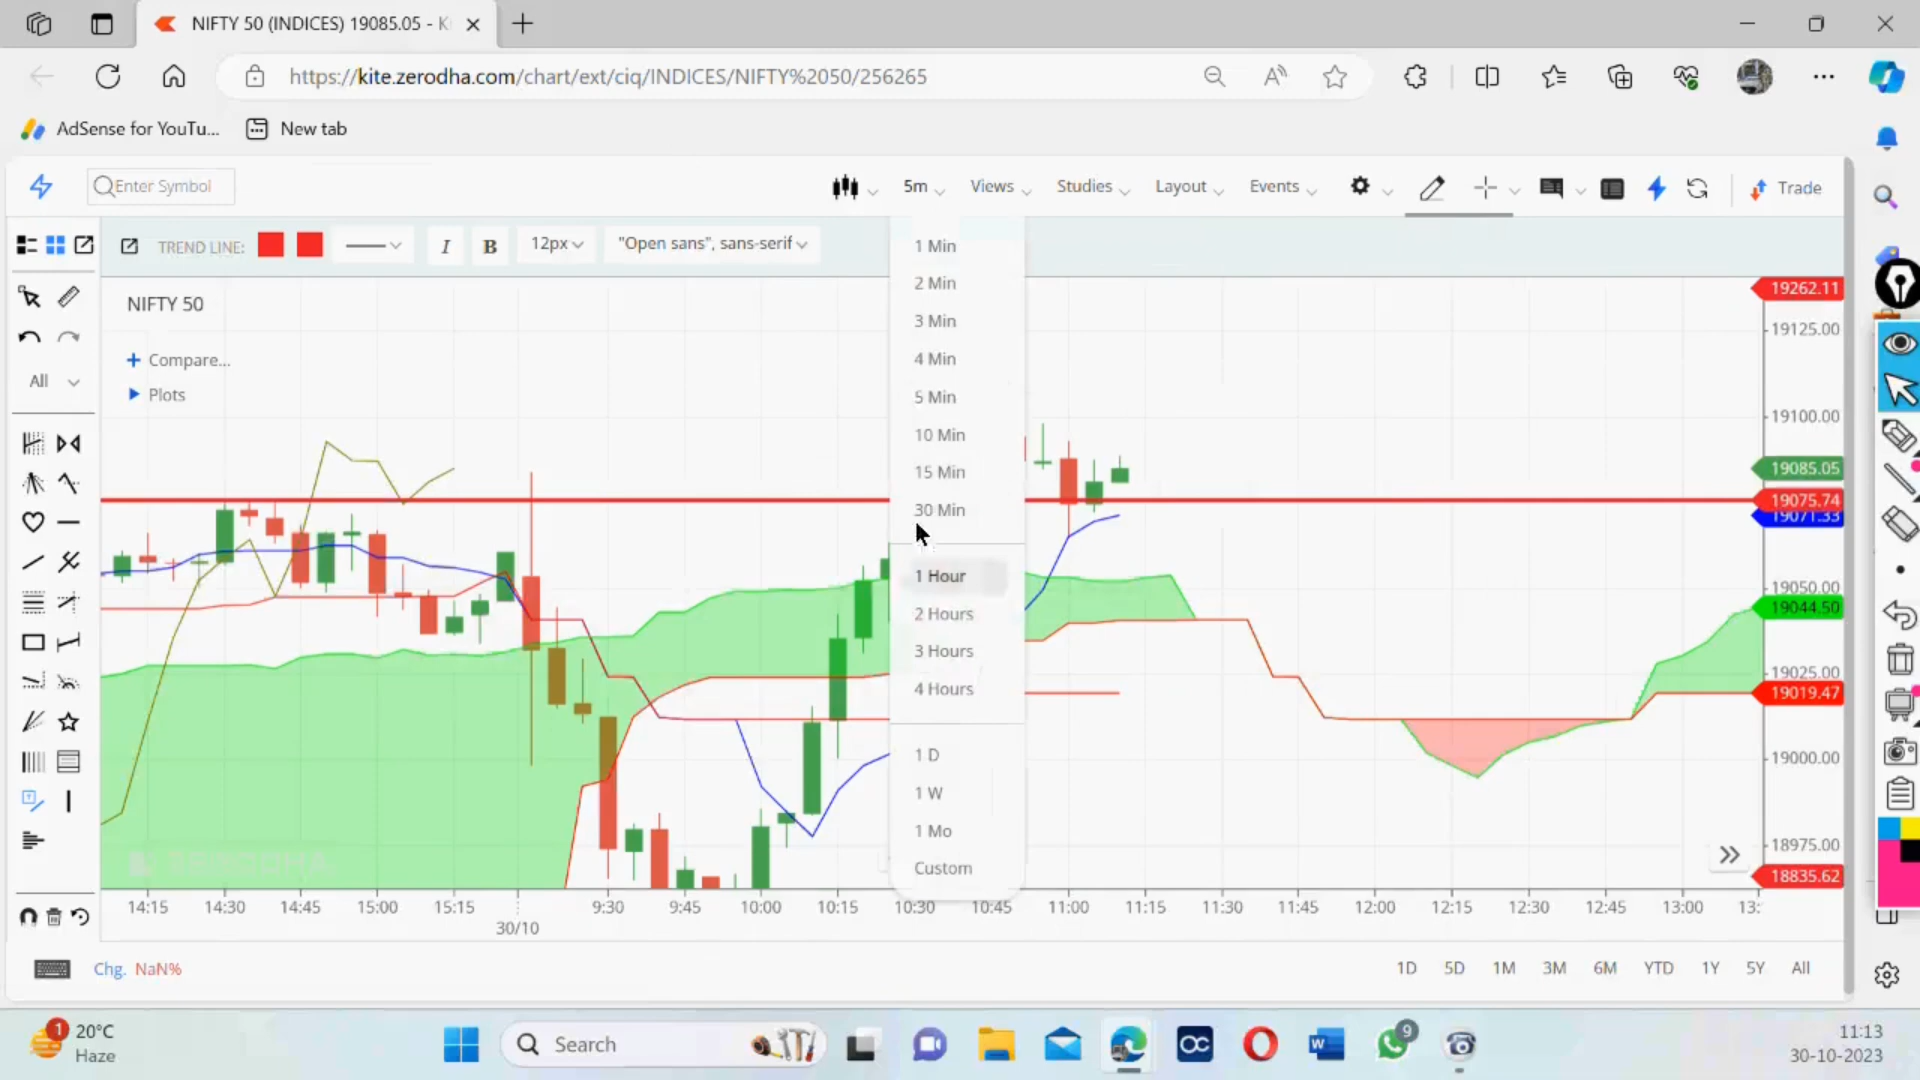 NIFTY 50 (INDICES) 19085.05 - K
https://kite.zerodha.com/chart/ext/ciq/INDICES/NIFTY%2050/256265
AdSense for YouTu...
New tab
Enter Symbol
5m
Views
Studies
Layout
Events
Trade
TREND LINE:
I
B
12px
"Open sans", sans-serif
NIFTY 50
Compare...
Plots
All
1 Min
2 Min
3 Min
4 Min
5 Min
10 Min
15 Min
30 Min
1 Hour
2 Hours
3 Hours
4 Hours
1 D
1 W
1 Mo
Custom
19262.11
19125.00
19100.00
19085.05
19075.74
19071.33
19050.00
19044.50
19025.00
19019.47
19000.00
18975.00
18835.62
ZERODHA
14:15 14:30 14:45 15:00 15:15 9:30 9:45 10:00 10:15 10:30 10:45 11:00 11:15 11:30 11:45 12:00 12:15 12:30 12:45 13:00 13:
30/10
Chg. NaN%
1D 5D 1M 3M 6M YTD 1Y 5Y All
1
20°C
Haze
Search
OC
W
9
11:13
30-10-2023